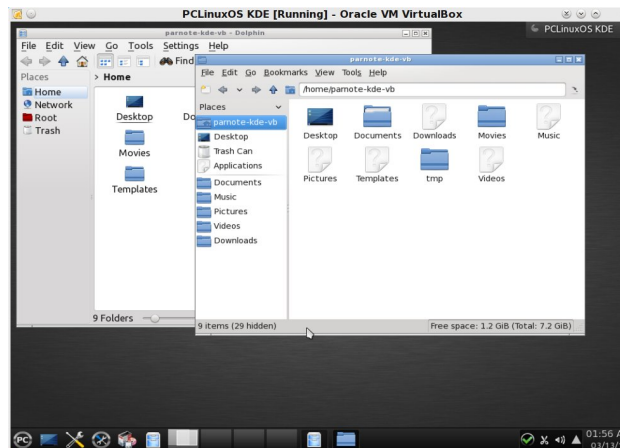 PCLinuxOS KDE [Running] - Oracle VM VirtualBox
PCLinuxOS KDE
parnote-kde-vb - Dolphin
File Edit View Go Tools Settings Help
Find
Places
Home
Network
Root
Trash
> Home
Desktop
Do
Movies
Templates
9 Folders
parnote-kde-vb
File Edit Go Bookmarks View Tools Help
/home/parnote-kde-vb
Places
parnote-kde-vb
Desktop
Trash Can
Applications
Documents
Music
Pictures
Videos
Downloads
Desktop Documents Downloads Movies Music
Pictures Templates tmp Videos
9 items (29 hidden)
Free space: 1.2 GiB (Total: 7.2 GiB)
PC
01:56 A
03/13/